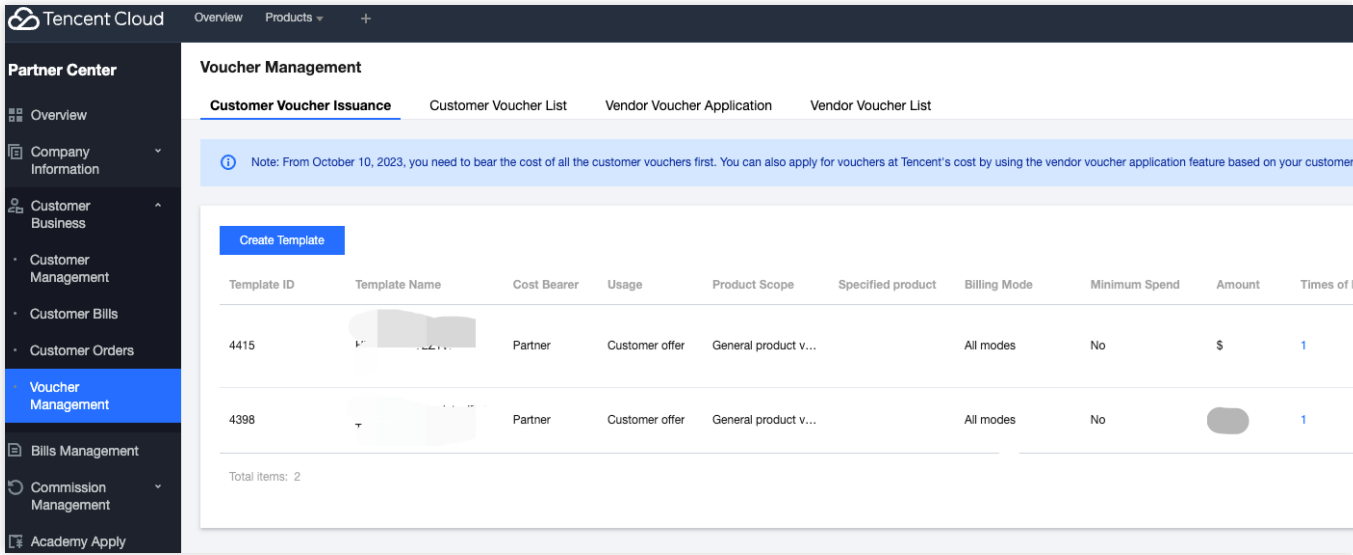 Tencent Cloud Overview Products +
Partner Center
Overview
Company
Information
Customer
Business
Customer
Management
Customer Bills
Customer Orders
Voucher
Management
Bills Management
Commission
Management
Academy Apply
Voucher Management
Customer Voucher Issuance Customer Voucher List Vendor Voucher Application Vendor Voucher List
Note: From October 10, 2023, you need to bear the cost of all the customer vouchers first. You can also apply for vouchers at Tencent's cost by using the vendor voucher application feature based on your customer
Create Template
Template ID Template Name Cost Bearer Usage Product Scope Specified product Billing Mode Minimum Spend Amount Times of
4415 Partner Customer offer General product v... All modes No $ 1
4398 Partner Customer offer General product v... All modes No 1
Total items: 2